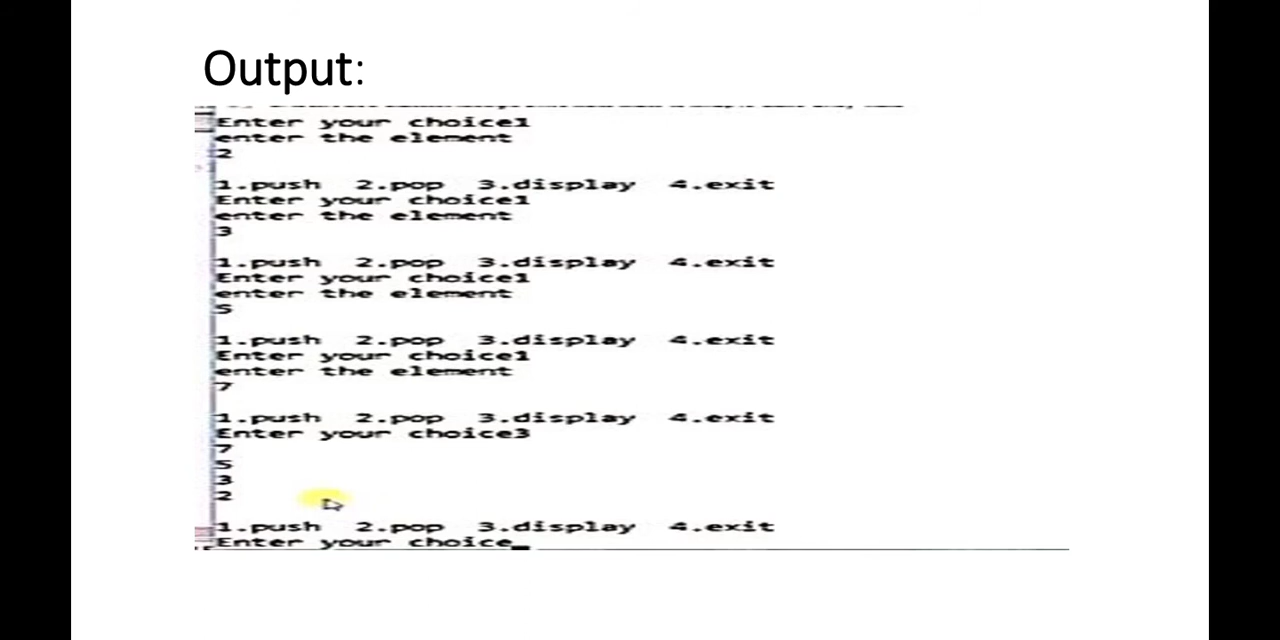 Output:
Enter your choice1
enter the element
2
1.push 2.pop 3.display 4.exit
Enter your choice1
enter the element
3
1.push 2.pop 3.display 4.exit
Enter your choice1
enter the element
5
1.push 2.pop 3.display 4.exit
Enter your choice1
enter the element
7
1.push 2.pop 3.display 4.exit
Enter your choice3
7
5
3
2
1.push 2.pop 3.display 4.exit
Enter your choice